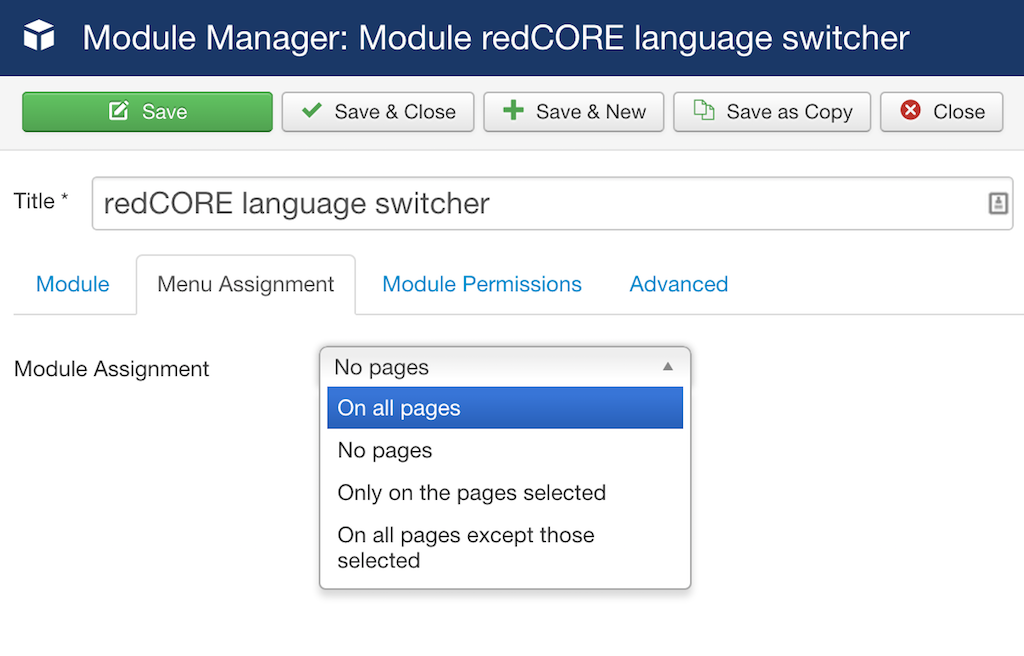 Module Manager: Module redCORE language switcher
Save
Save & Close
Save & New
Save as Copy
Close
Title *
redCORE language switcher
Module
Menu Assignment
Module Permissions
Advanced
Module Assignment
No pages
On all pages
No pages
Only on the pages selected
On all pages except those
selected